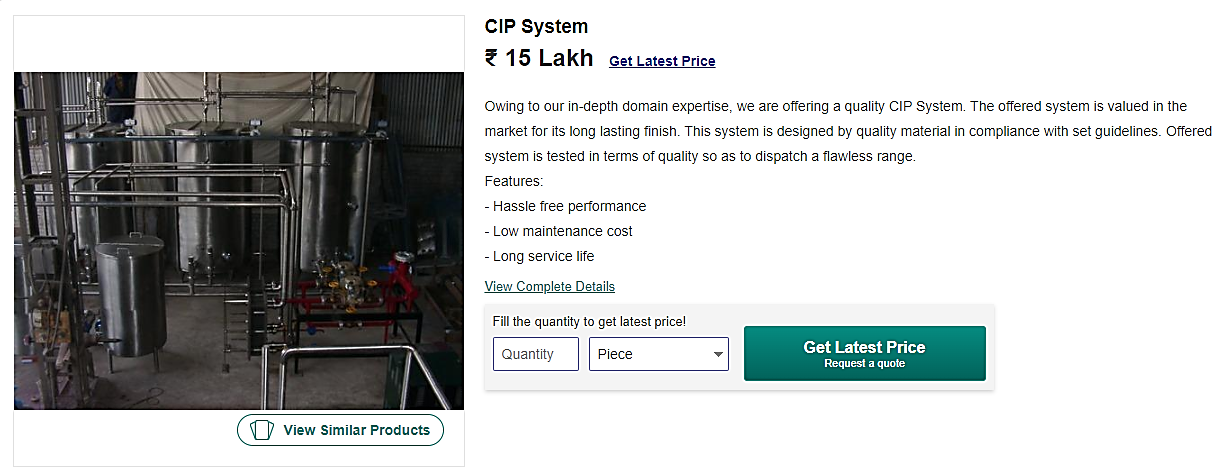 CIP System
₹ 15 Lakh Get Latest Price
Owing to our in-depth domain expertise, we are offering a quality CIP System. The offered system is valued in the
market for its long lasting finish. This system is designed by quality material in compliance with set guidelines. Offered
system is tested in terms of quality so as to dispatch a flawless range.
Features:
- Hassle free performance
- Low maintenance cost
- Long service life
View Complete Details
Fill the quantity to get latest price!
Quantity
Piece
Get Latest Price
Request a quote
View Similar Products